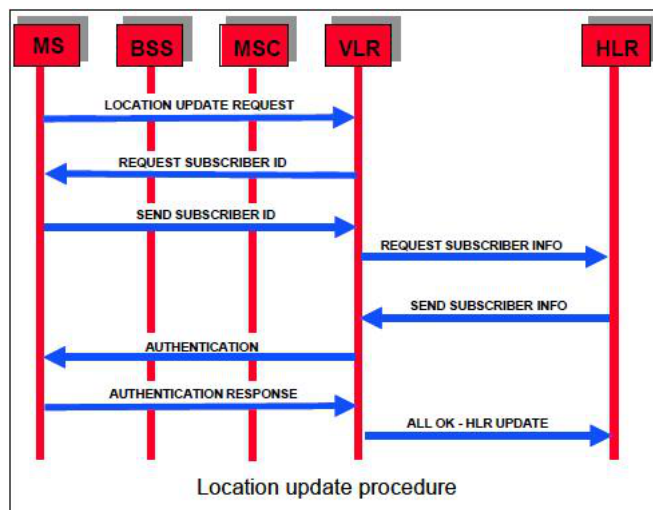 MS BSS MSC VLR HLR
LOCATION UPDATE REQUEST
REQUEST SUBSCRIBER ID
SEND SUBSCRIBER ID
REQUEST SUBSCRIBER INFO
SEND SUBSCRIBER INFO
AUTHENTICATION
AUTHENTICATION RESPONSE
ALL OK - HLR UPDATE
Location update procedure